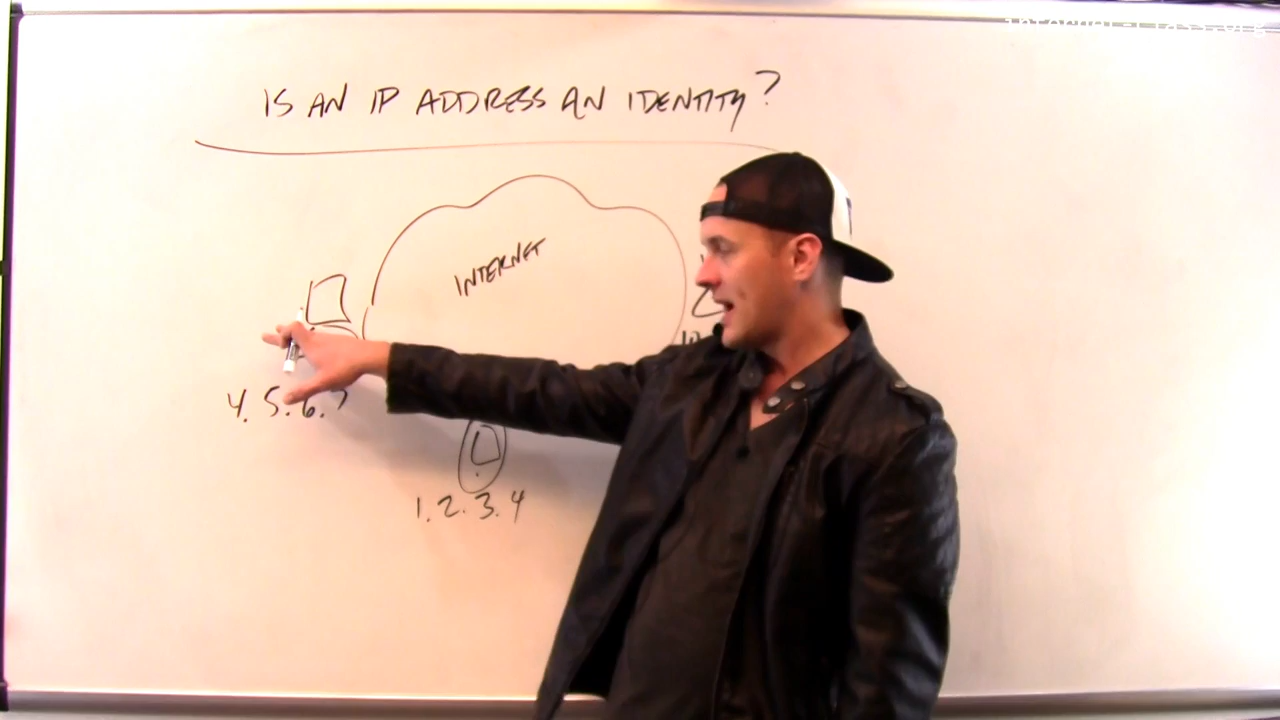 IS AN IP ADDRESS AN IDENTITY?
INTERNET
4.5.6.7
1.2.3.4